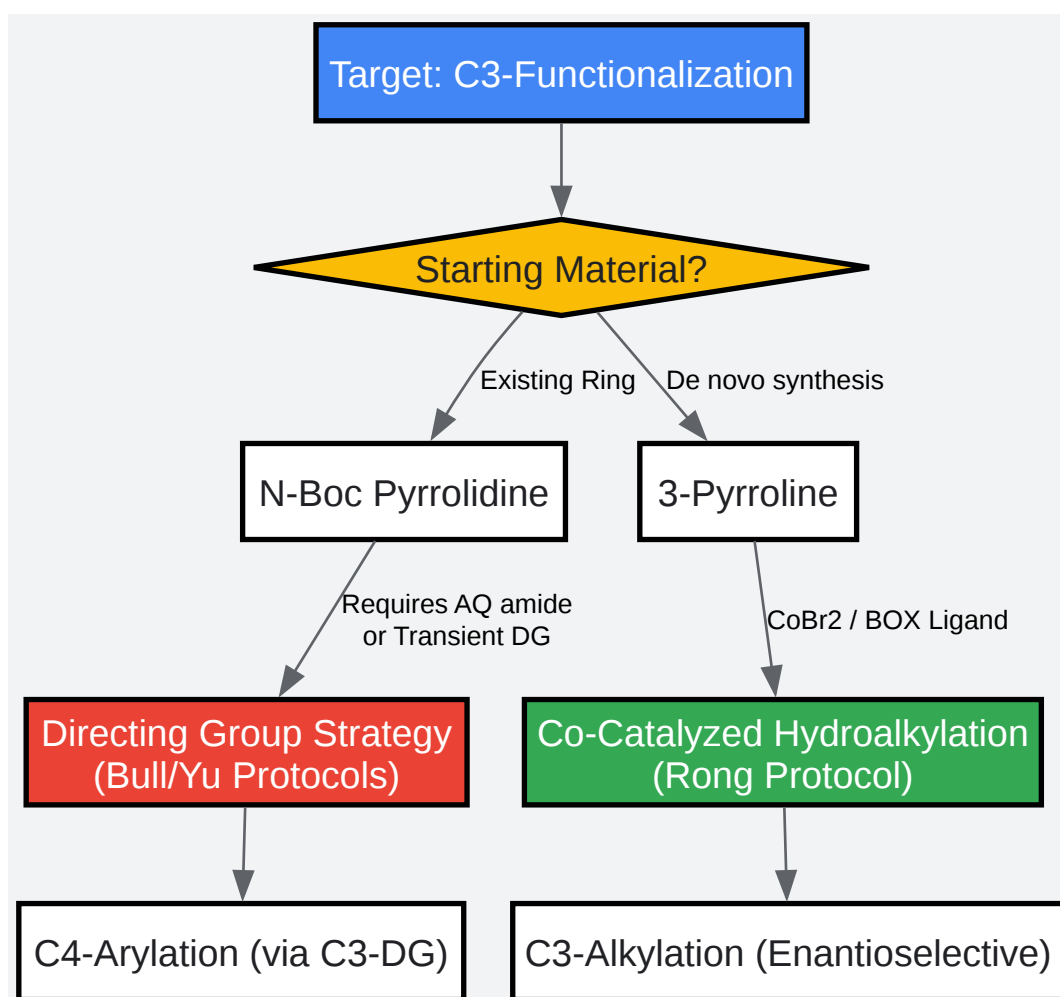 Target: C3-Functionalization
Starting Material?
Existing Ring
De novo synthesis
N-Boc Pyrrolidine
3-Pyrroline
Requires AQ amide
or Transient DG
CoBr2 / BOX Ligand
Directing Group Strategy
(Bull/Yu Protocols)
Co-Catalyzed Hydroalkylation
(Rong Protocol)
C4-Arylation (via C3-DG)
C3-Alkylation (Enantioselective)